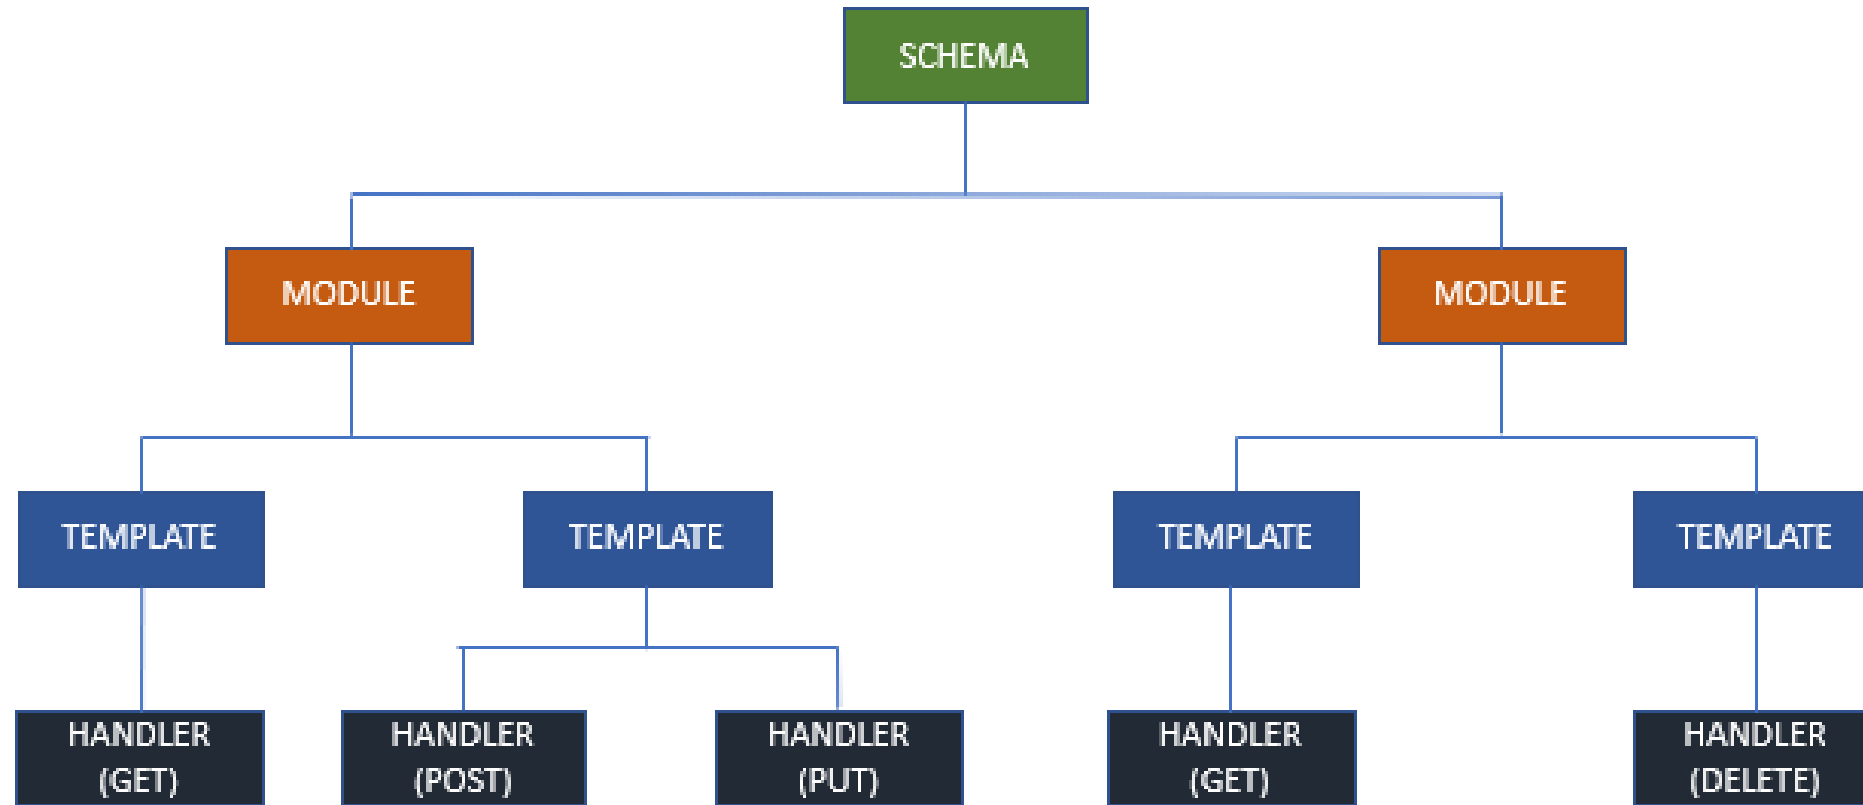 SCHEMA
MODULE
MODULE
TEMPLATE
TEMPLATE
TEMPLATE
TEMPLATE
HANDLER
(GET)
HANDLER
(POST)
HANDLER
(PUT)
HANDLER
(GET)
HANDLER
(DELETE)